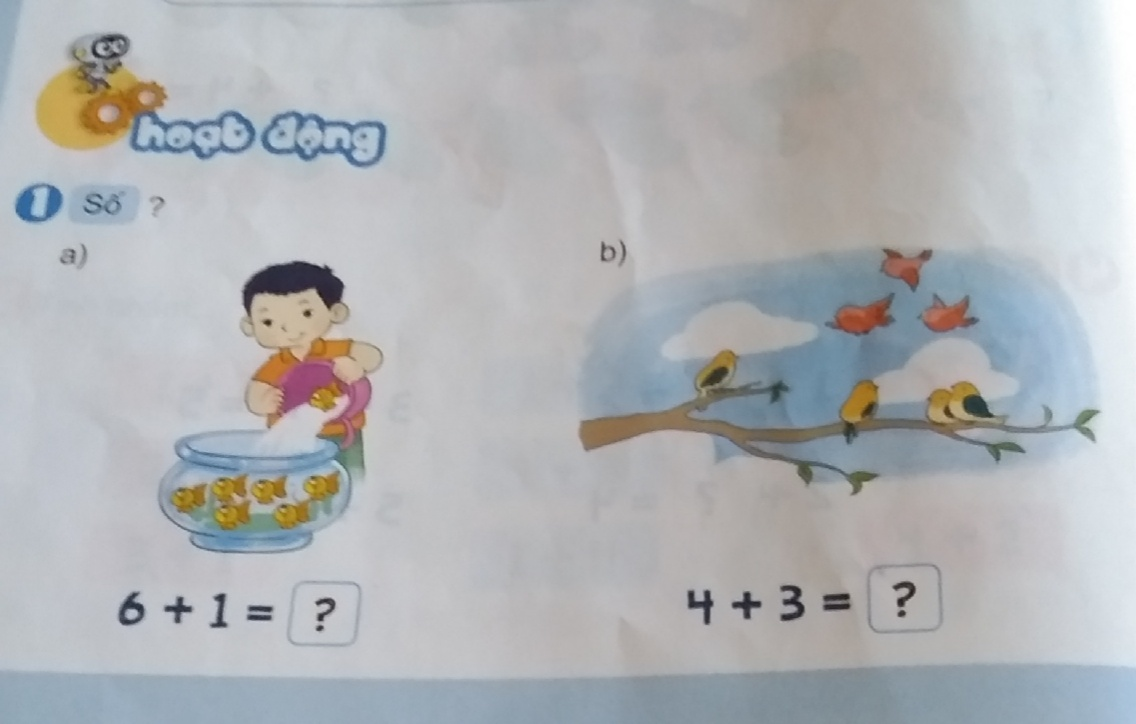 hoạt động
1 Số ?
a)
b)
6 + 1 = ?
4 + 3 = ?